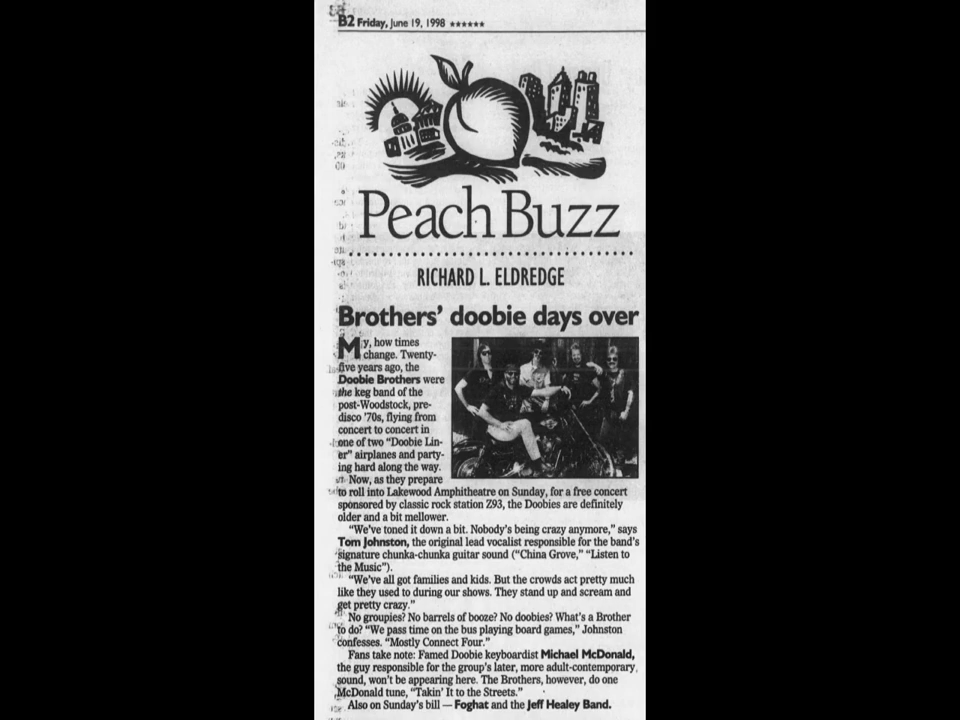 B2 Friday, June 19, 1998 ★★★★★★
Peach Buzz
RICHARD L. ELDREDGE
Brothers' doobie days over
My, how times
change. Twenty-
five years ago, the
Doobie Brothers were
the keg band of the
post-Woodstock, pre-
disco '70s, flying from
concert to concert in
one of two "Doobie Lin-
er" airplanes and party-
ing hard along the way.
Now, as they prepare
to roll into Lakewood Amphitheatre on Sunday, for a free concert
sponsored by classic rock station Z93, the Doobies are definitely
older and a bit mellower.
"We've toned it down a bit. Nobody's being crazy anymore," says
Tom Johnston, the original lead vocalist responsible for the band's
signature chunka-chunka guitar sound ("China Grove," "Listen to
the Music").
"We've all got families and kids. But the crowds act pretty much
like they used to during our shows. They stand up and scream and
get pretty crazy."
No groupies? No barrels of booze? No doobies? What's a Brother
to do? "We pass time on the bus playing board games," Johnston
confesses. "Mostly Connect Four."
Fans take note: Famed Doobie keyboardist Michael McDonald,
the guy responsible for the group's later, more adult-contemporary
sound, won't be appearing here. The Brothers, however, do one
McDonald tune, "Takin' It to the Streets."
Also on Sunday's bill — Foghat and the Jeff Healey Band.